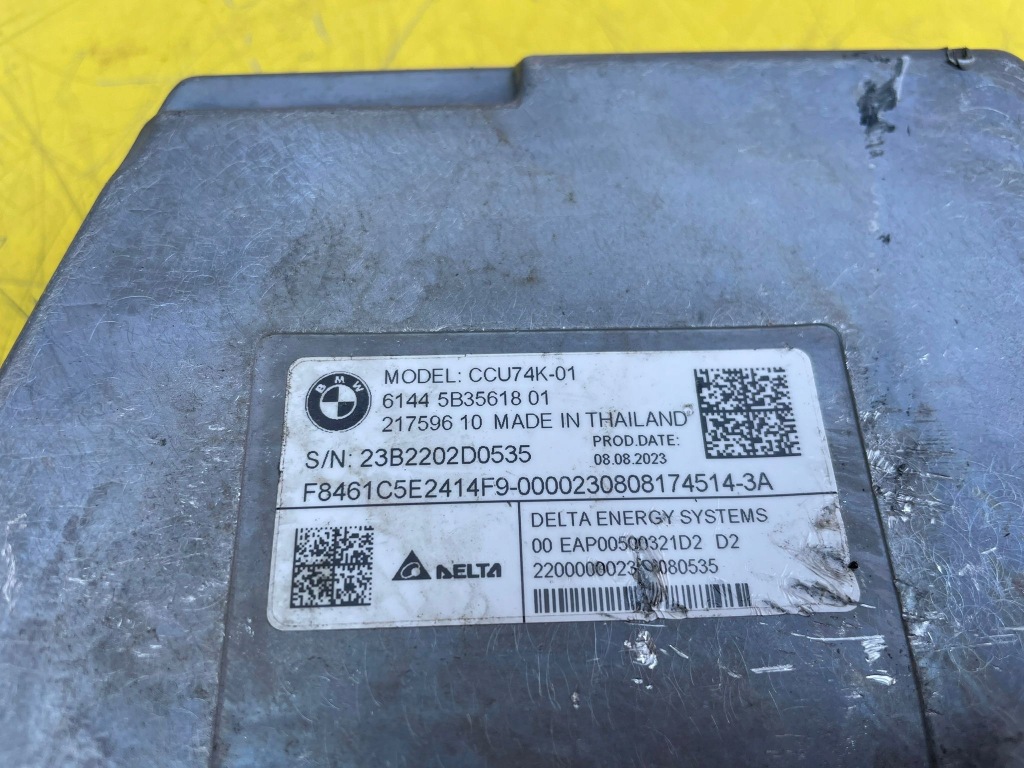 BMW
MODEL: CCU74K-01
6144 5B35618 01
217596 10 MADE IN THAILAND
PROD.DATE:
08.08.2023
S/N: 23B2202D0535
F8461C5E2414F9-0000230808174514-3A
DELTA
DELTA ENERGY SYSTEMS
00 EAP00500321D2 D2